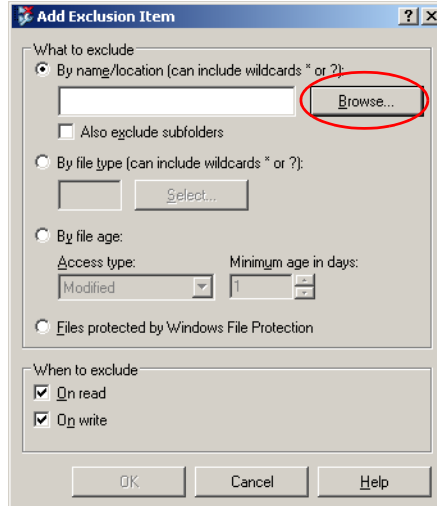 Add Exclusion Item
What to exclude
By name/location (can include wildcards * or ?):
Browse...
Also exclude subfolders
By file type (can include wildcards * or ?):
Select...
By file age:
Access type: Minimum age in days:
Modified 1
Files protected by Windows File Protection
When to exclude
On read
On write
OK Cancel Help